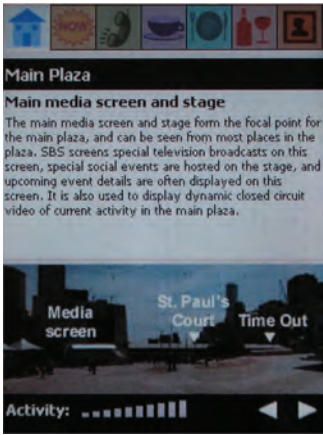 NOW
Main Plaza
Main media screen and stage
The main media screen and stage form the focal point for
the main plaza, and can be seen from most places in the
plaza. SBS screens special television broadcasts on this
screen, special social events are hosted on the stage, and
upcoming event details are often displayed on this
screen. It is also used to display dynamic closed circuit
video of current activity in the main plaza.
Media
screen
St. Paul's
Court
Time Out
Activity: